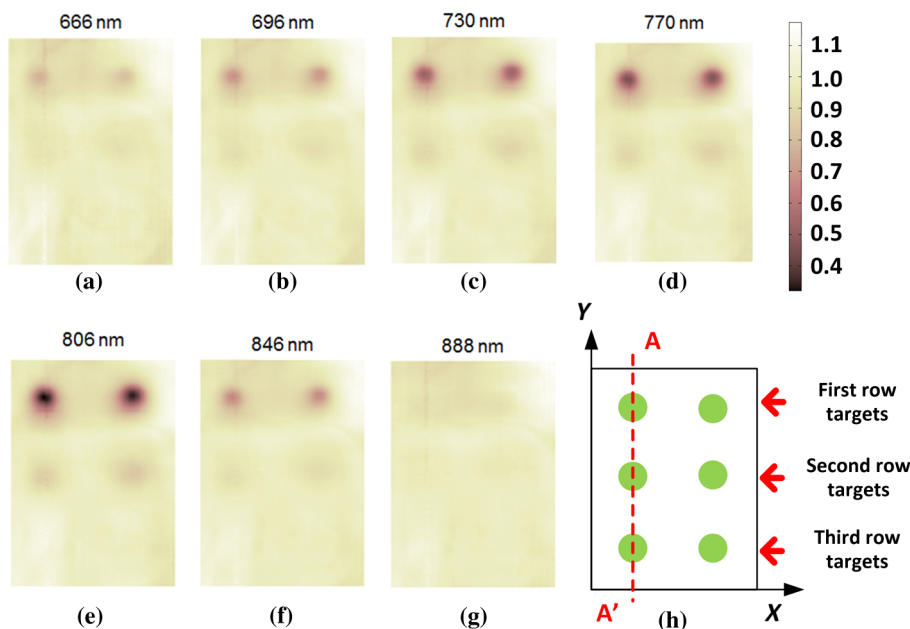 666 nm
696 nm
730 nm
770 nm
1.1
1.0
0.9
0.8
0.7
0.6
0.5
0.4
(a)
(b)
(c)
(d)
806 nm
846 nm
888 nm
Y
A
First row
targets
Second row
targets
Third row
targets
A'
X
(e)
(f)
(g)
(h)